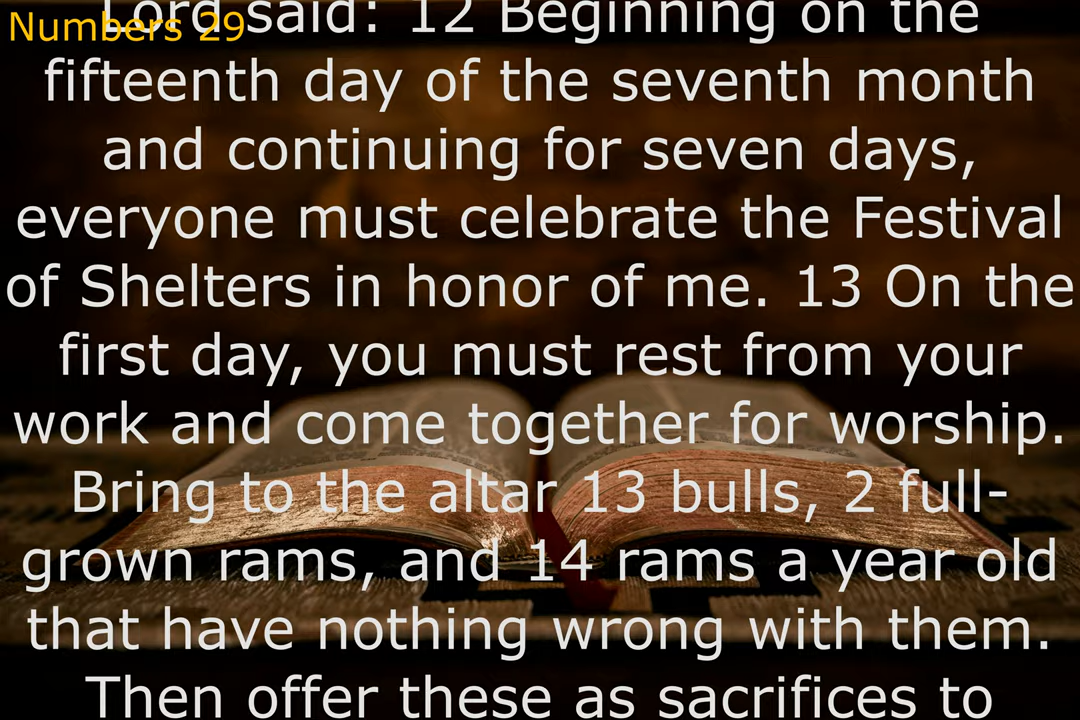 Numbers 29
Lord said: 12 Beginning on the
fifteenth day of the seventh month
and continuing for seven days,
everyone must celebrate the Festival
of Shelters in honor of me. 13 On the
first day, you must rest from your
work and come together for worship.
Bring to the altar 13 bulls, 2 full-
grown rams, and 14 rams a year old
that have nothing wrong with them.
Then offer these as sacrifices to